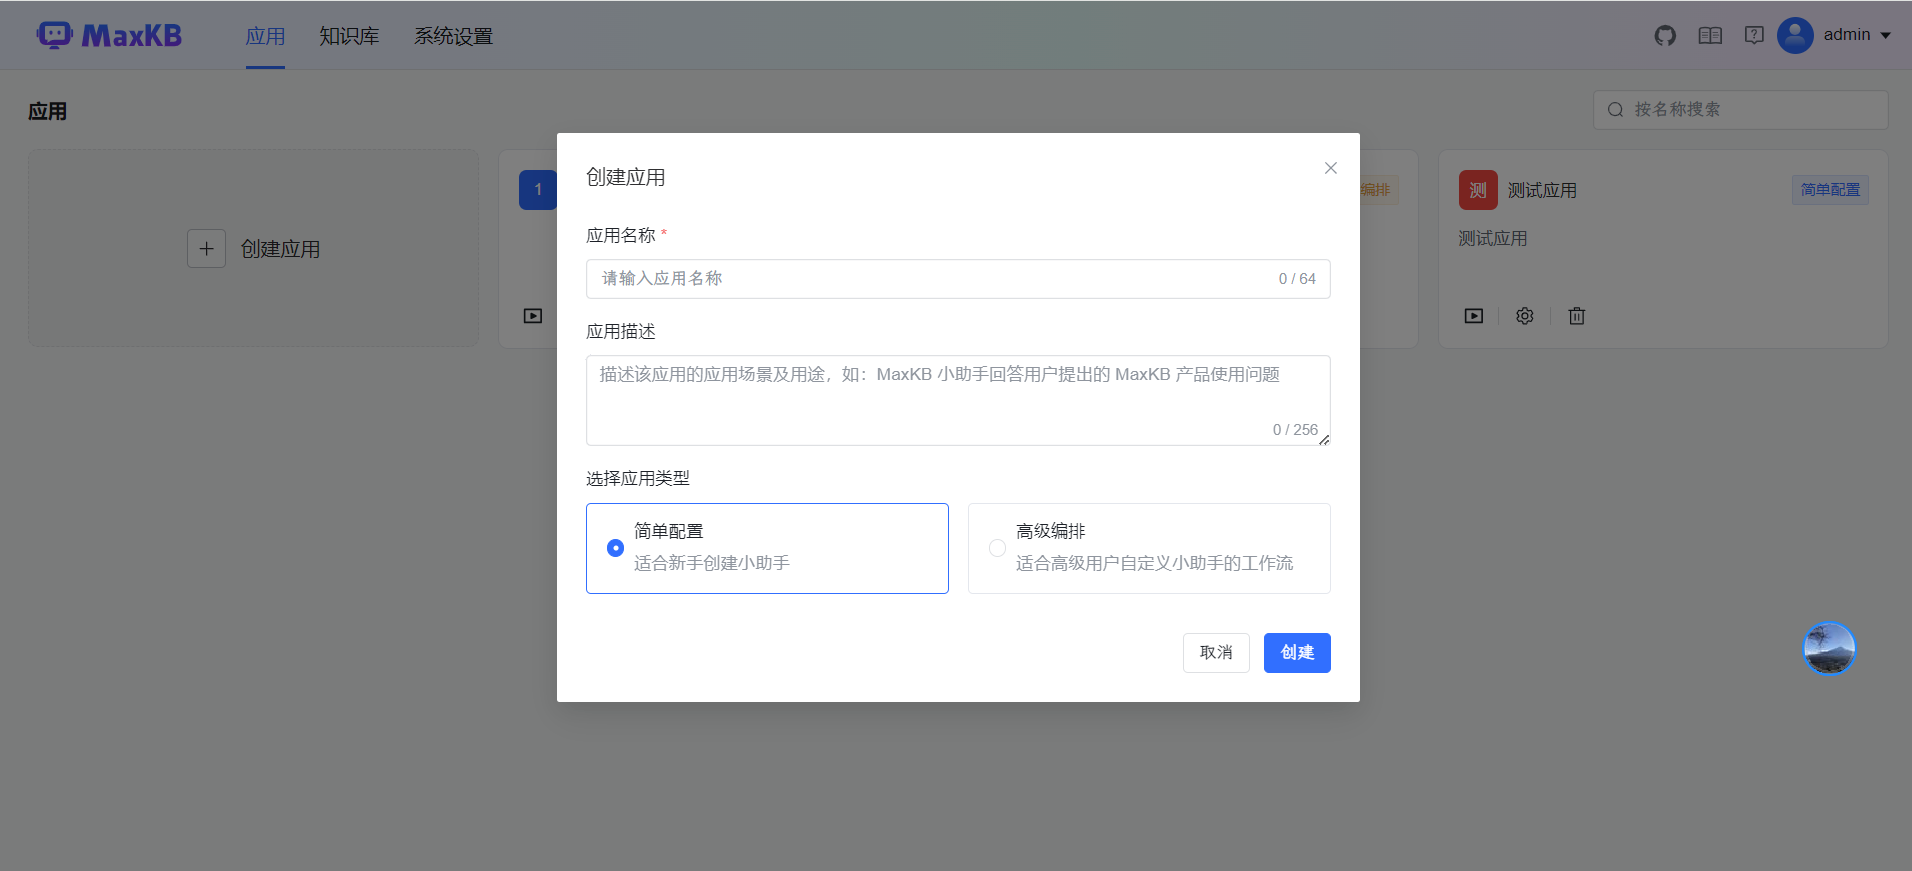 MaxKB 应用 知识库 系统设置 admin
应用
按名称搜索
创建应用
1
编排
测 测试应用 简单配置
测试应用
创建应用
应用名称 *
请输入应用名称 0 / 64
应用描述
描述该应用的应用场景及用途，如：MaxKB 小助手回答用户提出的 MaxKB 产品使用问题
0 / 256
选择应用类型
简单配置
适合新手创建小助手
高级编排
适合高级用户自定义小助手的工作流
取消 创建